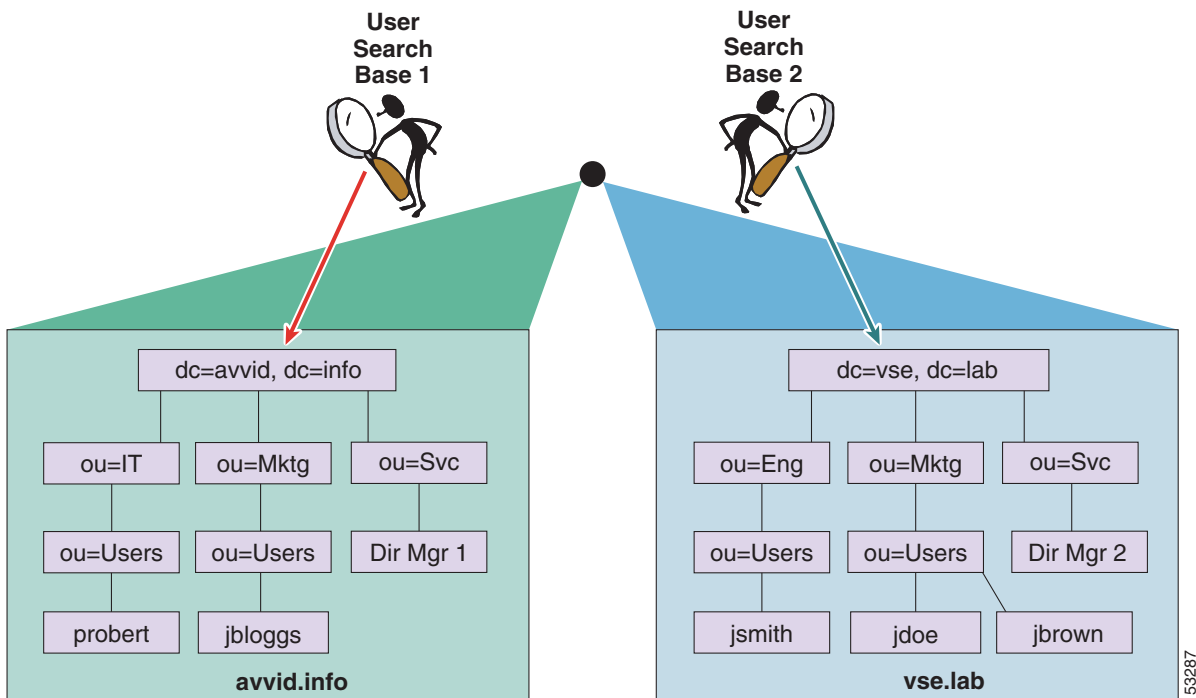 User
Search
Base 1
User
Search
Base 2
dc=avvid, dc=info
ou=IT
ou=Mktg
ou=Svc
ou=Users
ou=Users
Dir Mgr 1
probert
jbloggs
avvid.info
dc=vse, dc=lab
ou=Eng
ou=Mktg
ou=Svc
ou=Users
ou=Users
Dir Mgr 2
jsmith
jdoe
jbrown
vse.lab
53287